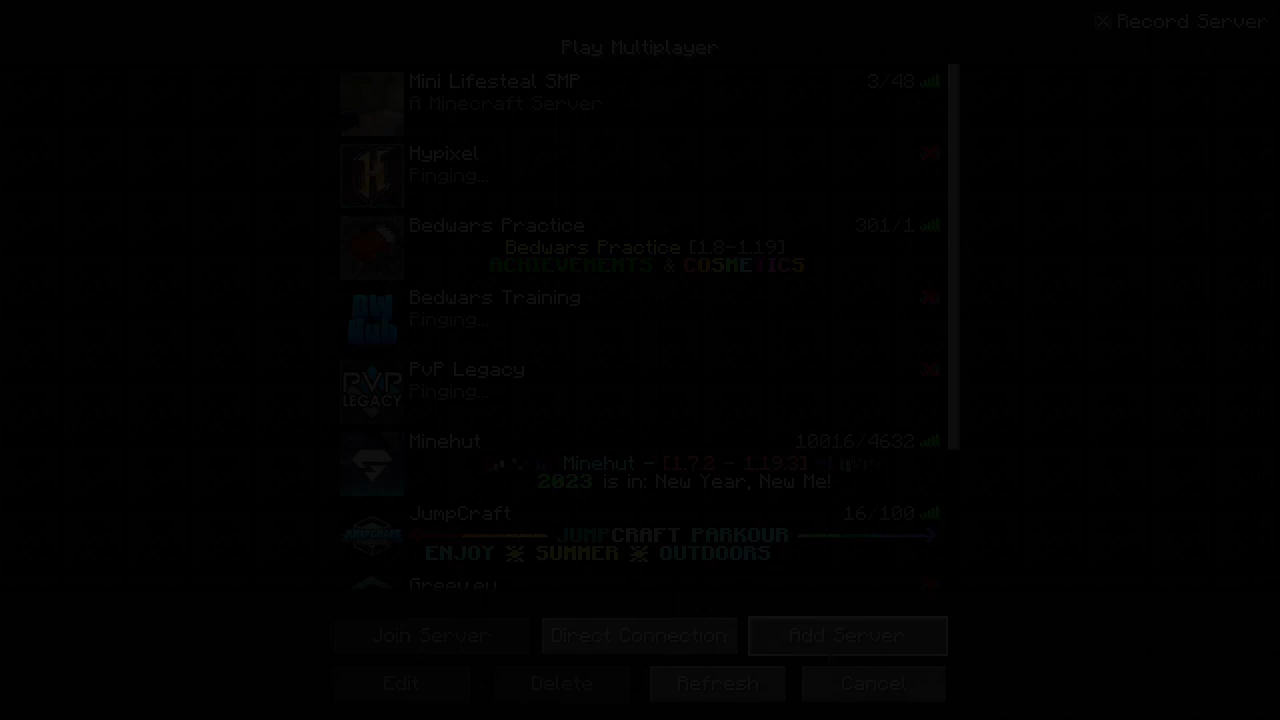 Record Server
Play Multiplayer
Mini Lifesteal SMP 3/48
A Minecraft Server
Hypixel
Pinging...
Bedwars Practice 301/1
Bedwars Practice [1.8-1.19]
ACHIEVEMENTS & COSMETICS
Bedwars Training
Pinging...
PvP Legacy
Pinging...
PVP
LEGACY
Minehut 10016/4632
Minehut - [1.7.2 - 1.19.3]
2023 is in: New Year, New Me!
JumpCraft 16/100
JUMPCRAFT
JUMPCRAFT PARKOUR
ENJOY ☀ SUMMER ☀ OUTDOORS
Join Server Direct Connection Add Server
Edit Delete Refresh Cancel